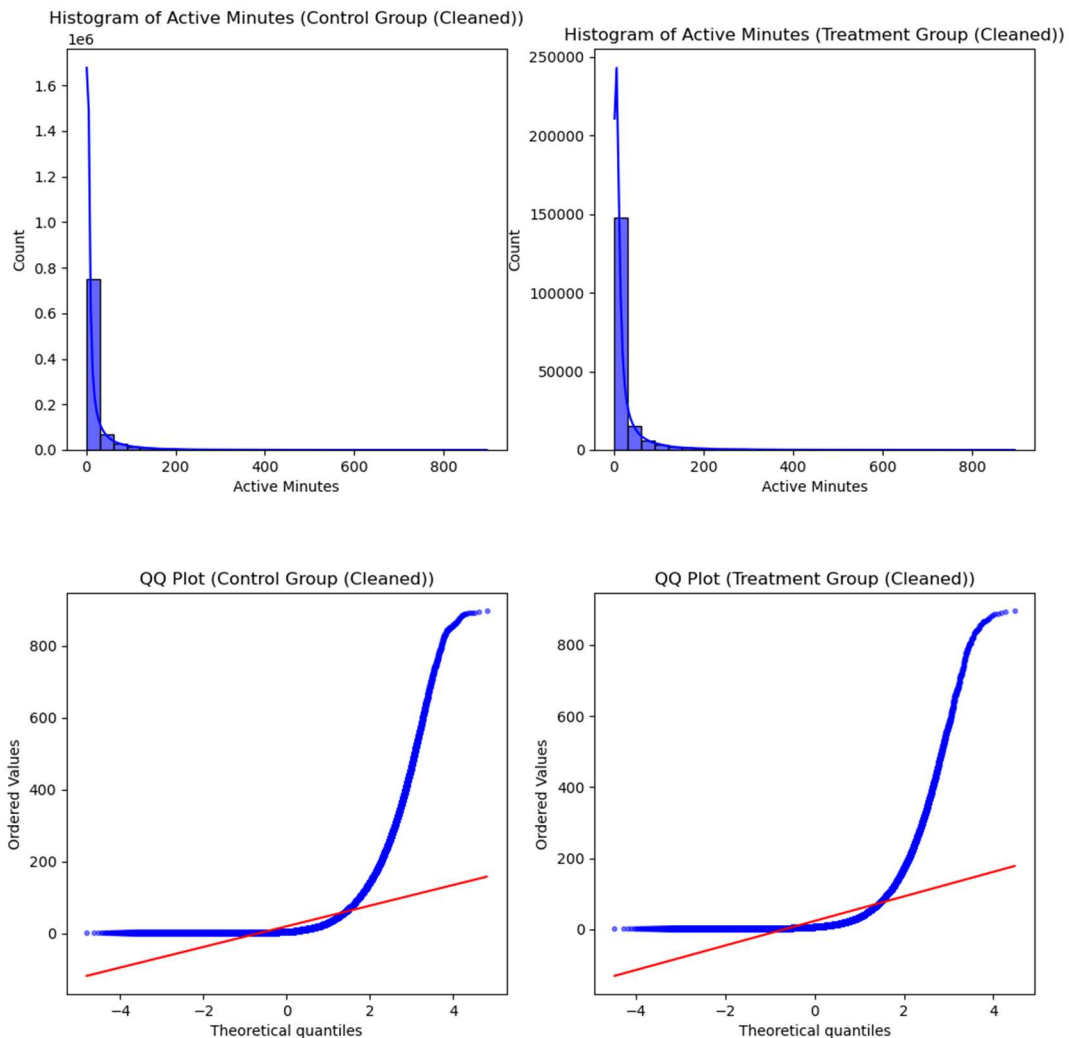 Histogram of Active Minutes (Control Group (Cleaned))
1e6
1.6
1.4
1.2
1.0
0.8
0.6
0.4
0.2
0.0
Count
0 200 400 600 800
Active Minutes
Histogram of Active Minutes (Treatment Group (Cleaned))
250000
200000
150000
100000
50000
0
Count
0 200 400 600 800
Active Minutes
QQ Plot (Control Group (Cleaned))
800
600
400
200
0
Ordered Values
−4 −2 0 2 4
Theoretical quantiles
QQ Plot (Treatment Group (Cleaned))
800
600
400
200
0
Ordered Values
−4 −2 0 2 4
Theoretical quantiles